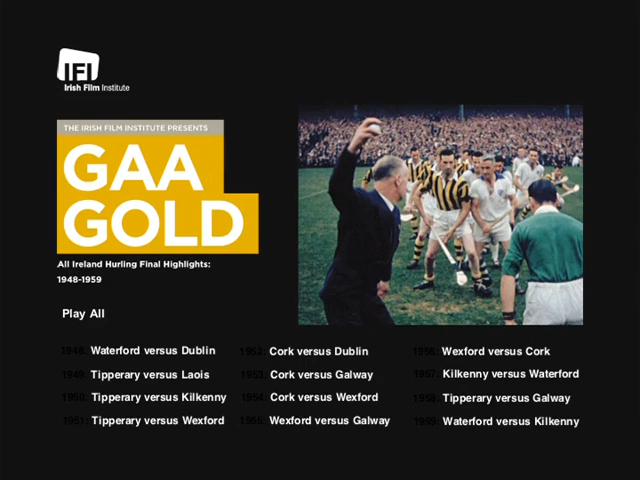 IFI
Irish Film Institute
THE IRISH FILM INSTITUTE PRESENTS
GAA
GOLD
All Ireland Hurling Final Highlights:
1948-1959
Play All
1948: Waterford versus Dublin
1949: Tipperary versus Laois
1950: Tipperary versus Kilkenny
1951: Tipperary versus Wexford
1952: Cork versus Dublin
1953: Cork versus Galway
1954: Cork versus Wexford
1955: Wexford versus Galway
1956: Wexford versus Cork
1957: Kilkenny versus Waterford
1958: Tipperary versus Galway
1959: Waterford versus Kilkenny